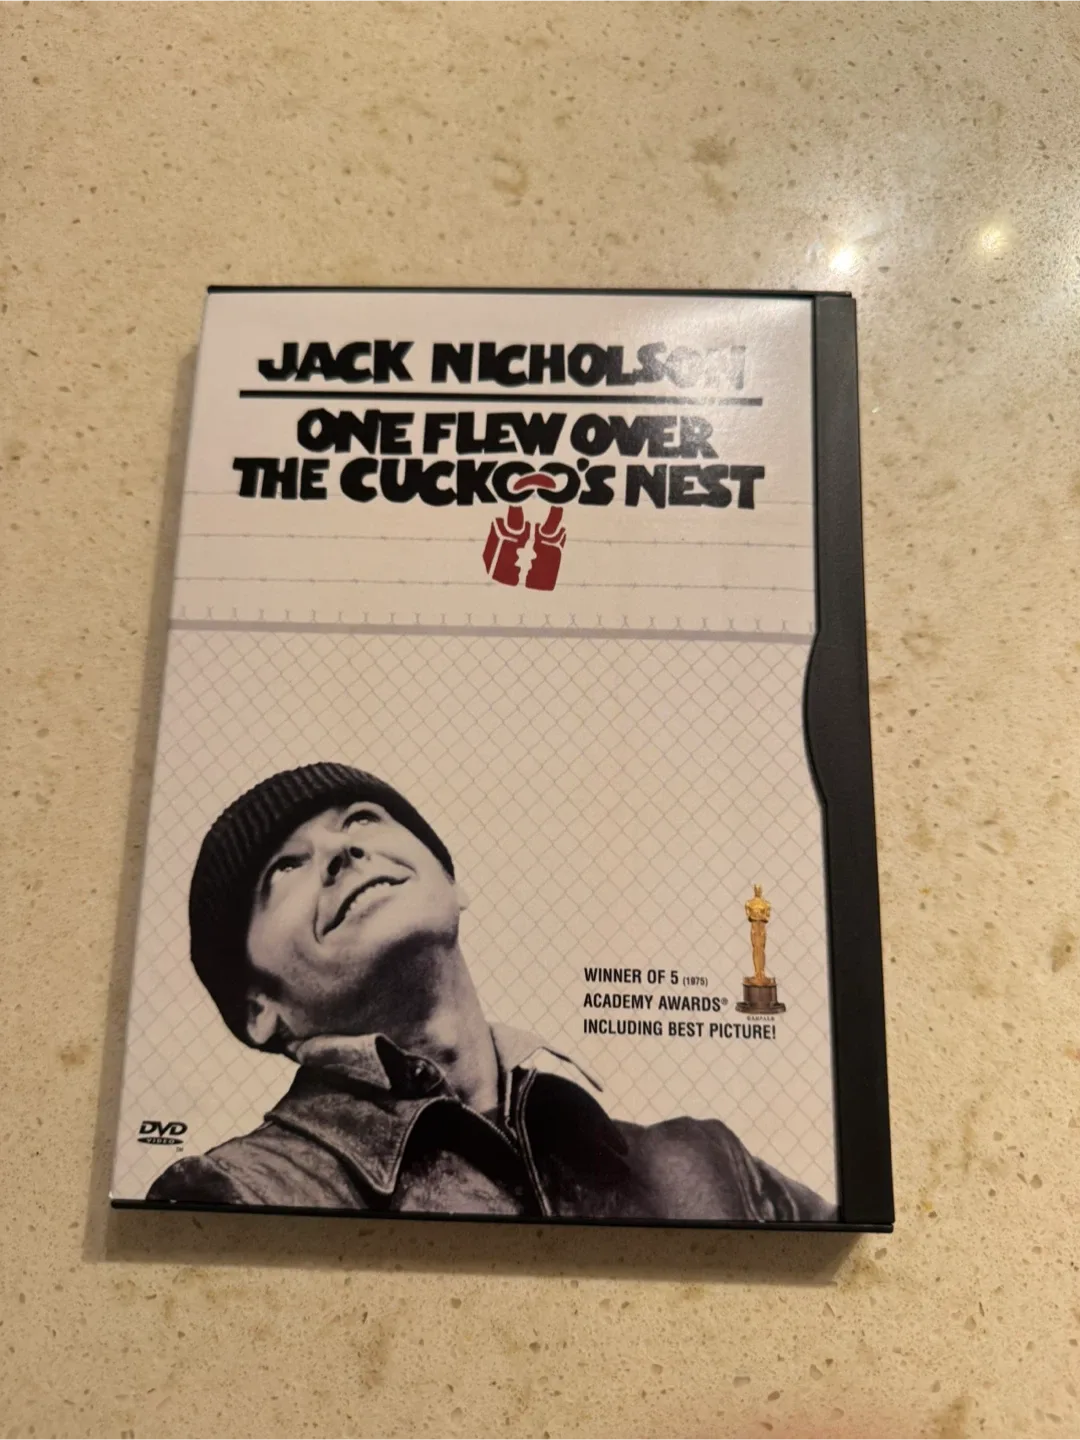 JACK NICHOLSON
ONE FLEW OVER
THE CUCKOO'S NEST
WINNER OF 5 (1975)
ACADEMY AWARDS®
INCLUDING BEST PICTURE!
DVD
VIDEO
TM